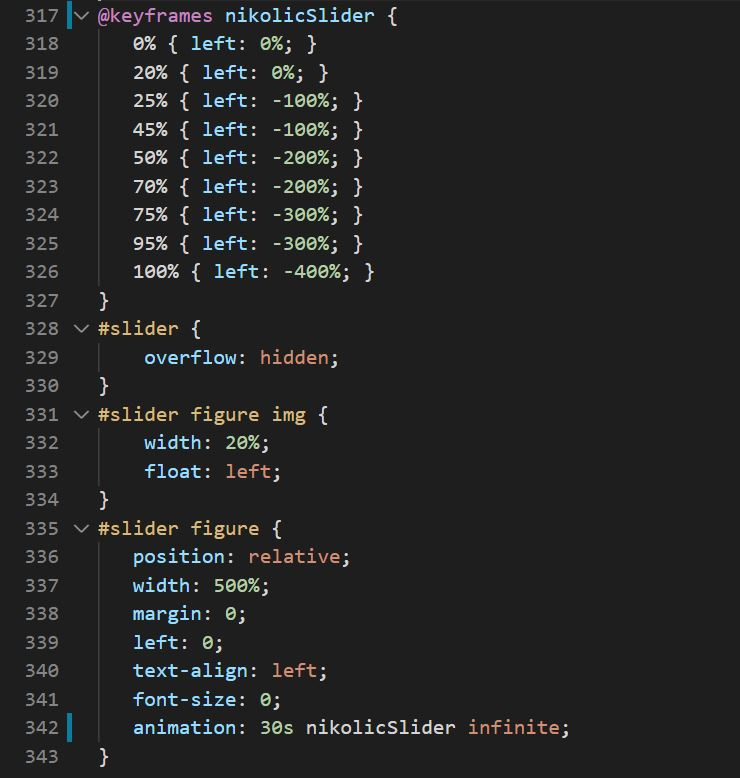 317 @keyframes nikolicSlider {
318 0% { left: 0%; }
319 20% { left: 0%; }
320 25% { left: -100%; }
321 45% { left: -100%; }
322 50% { left: -200%; }
323 70% { left: -200%; }
324 75% { left: -300%; }
325 95% { left: -300%; }
326 100% { left: -400%; }
327 }
328 #slider {
329 overflow: hidden;
330 }
331 #slider figure img {
332 width: 20%;
333 float: left;
334 }
335 #slider figure {
336 position: relative;
337 width: 500%;
338 margin: 0;
339 left: 0;
340 text-align: left;
341 font-size: 0;
342 animation: 30s nikolicSlider infinite;
343 }